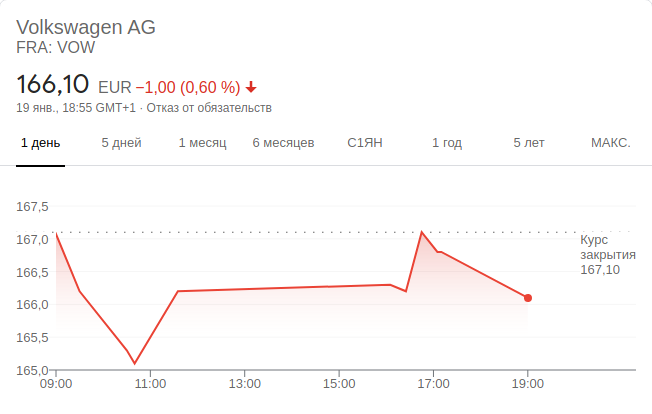 Volkswagen AG
FRA: VOW
166,10 EUR −1,00 (0,60 %)
19 янв., 18:55 GMT+1 · Отказ от обязательств
1 день 5 дней 1 месяц 6 месяцев С1ЯН 1 год 5 лет МАКС.
167,5
167,0
166,5
166,0
165,5
165,0
Курс
закрытия
167,10
09:00 11:00 13:00 15:00 17:00 19:00